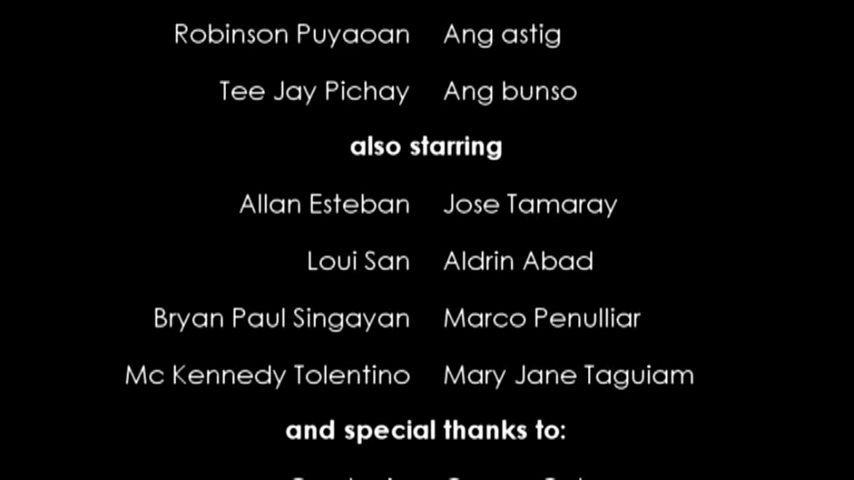 Robinson Puyaoan Ang astig
Tee Jay Pichay Ang bunso
also starring
Allan Esteban Jose Tamaray
Loui San Aldrin Abad
Bryan Paul Singayan Marco Penulliar
Mc Kennedy Tolentino Mary Jane Taguiam
and special thanks to: